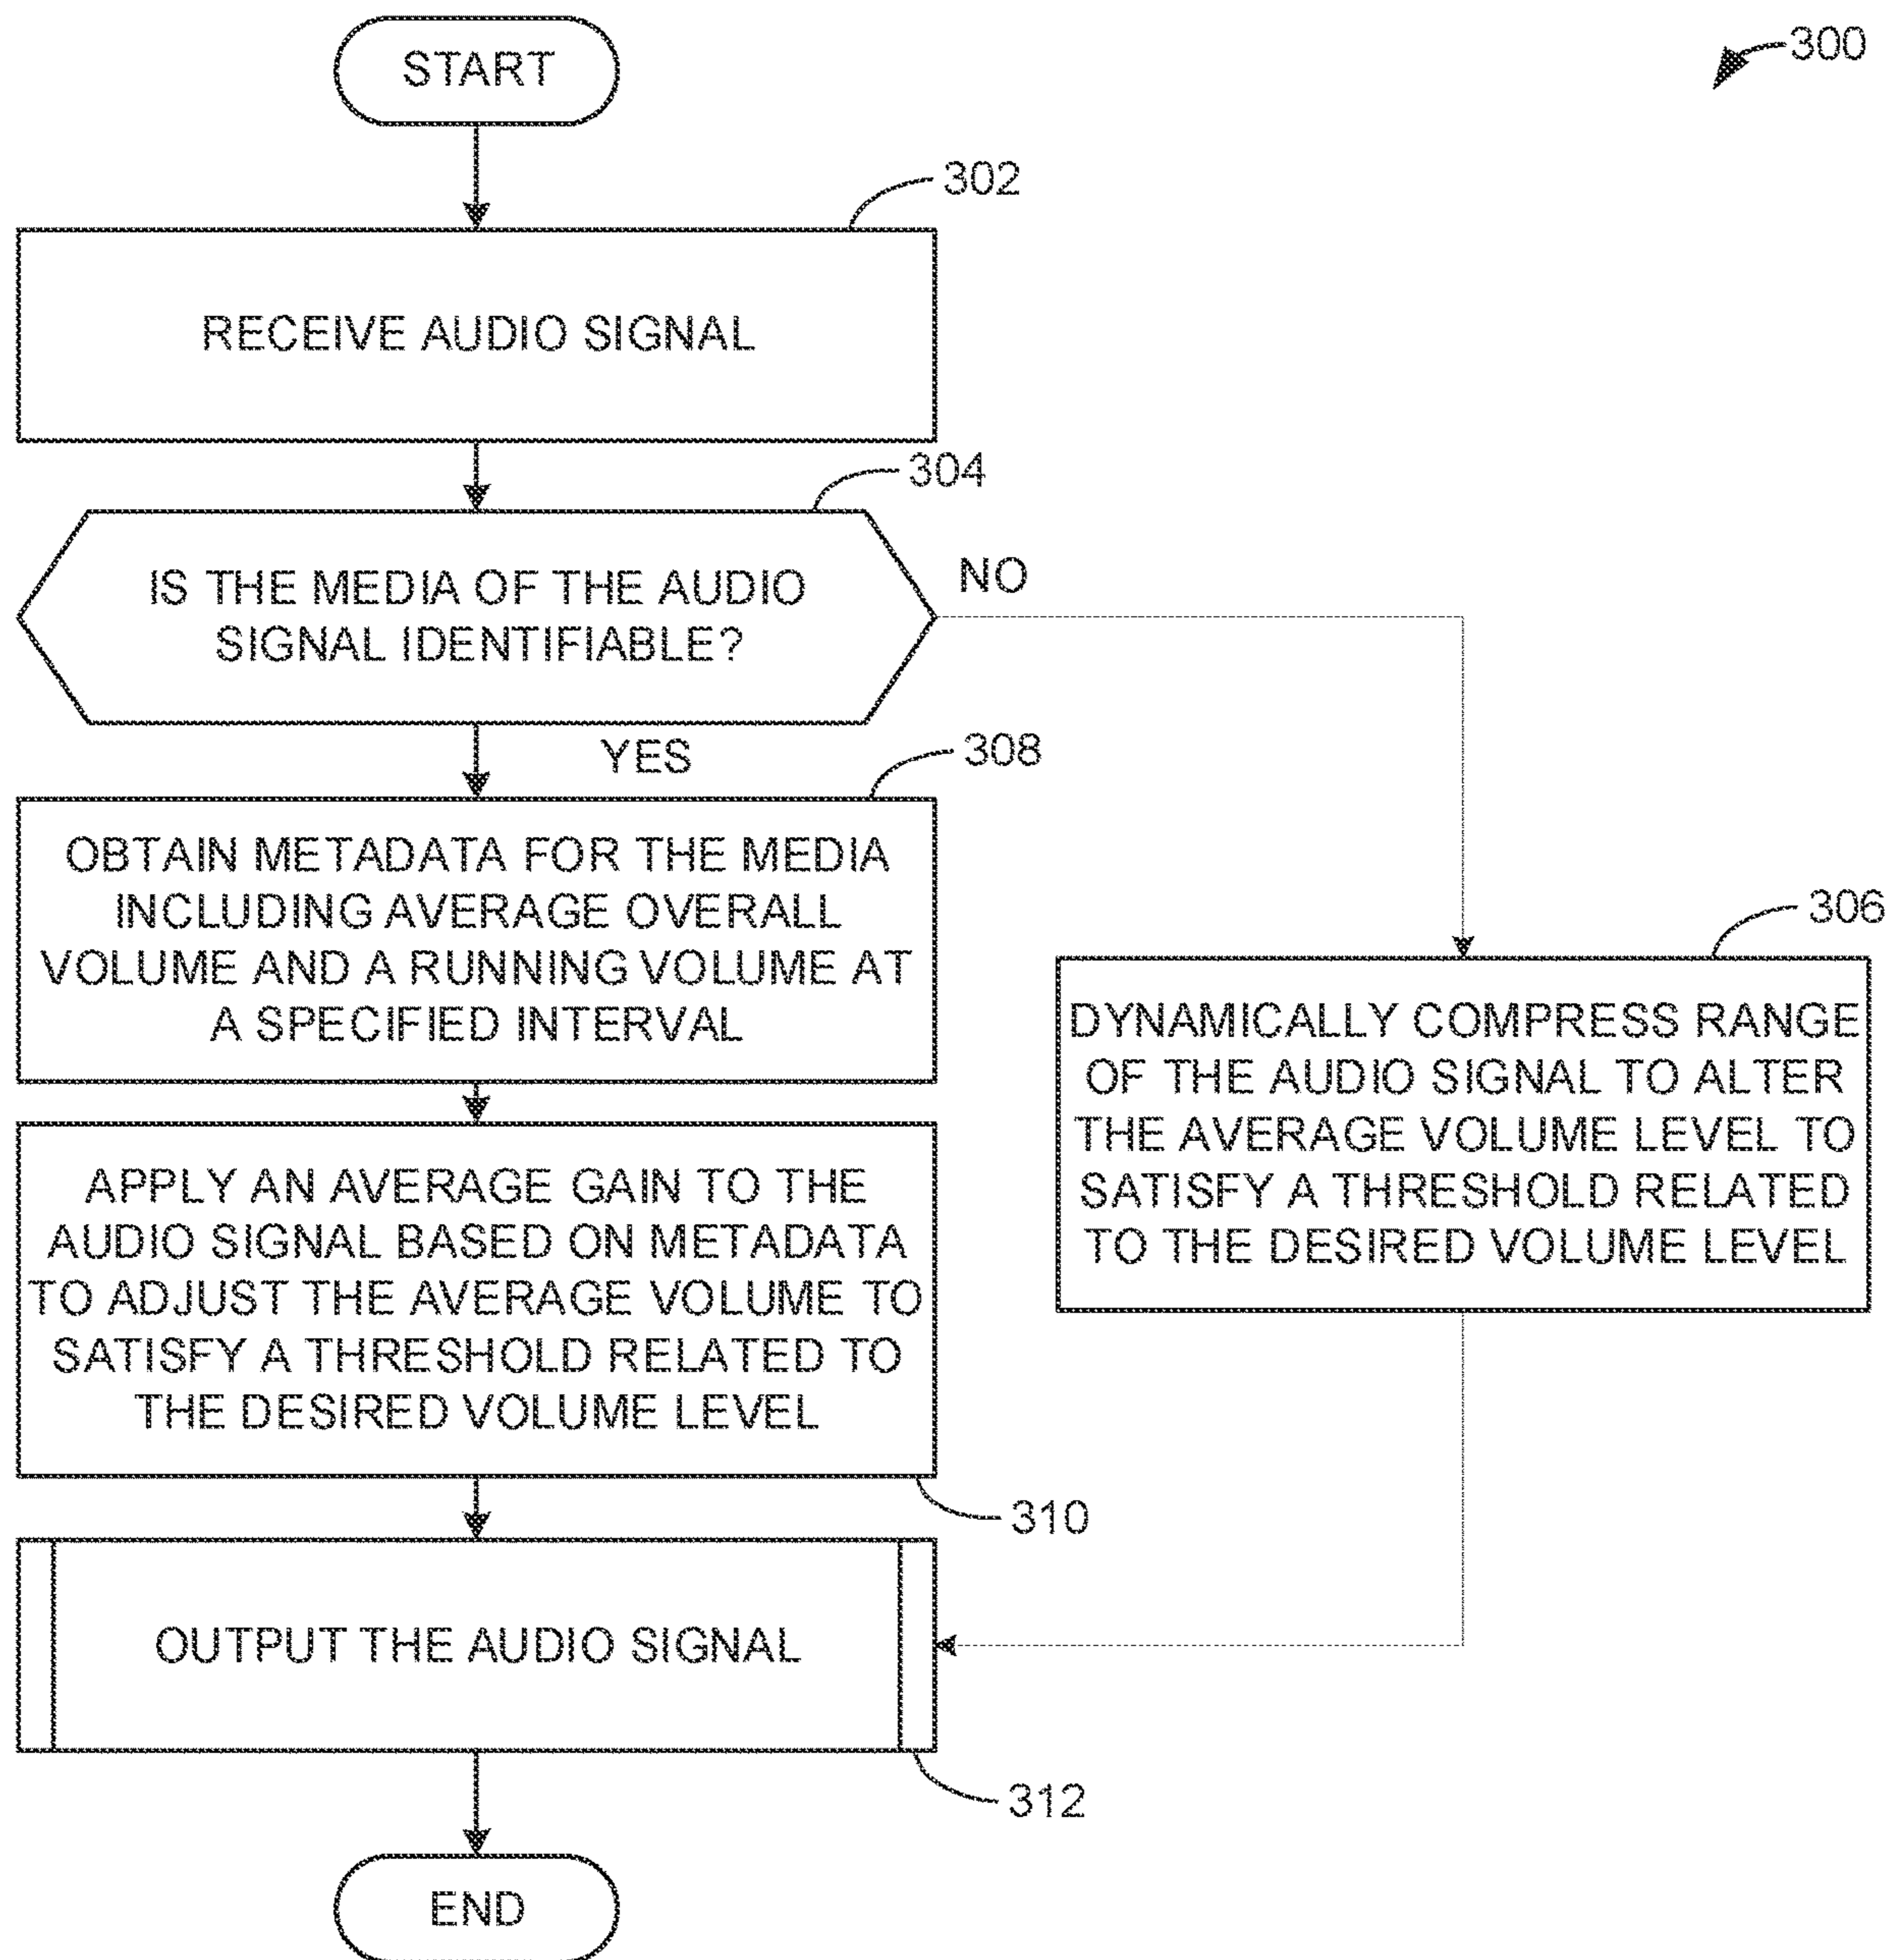 START
300
302
RECEIVE AUDIO SIGNAL
304
IS THE MEDIA OF THE AUDIO
SIGNAL IDENTIFIABLE?
NO
YES
308
OBTAIN METADATA FOR THE MEDIA
INCLUDING AVERAGE OVERALL
VOLUME AND A RUNNING VOLUME AT
A SPECIFIED INTERVAL
306
DYNAMICALLY COMPRESS RANGE
OF THE AUDIO SIGNAL TO ALTER
THE AVERAGE VOLUME LEVEL TO
SATISFY A THRESHOLD RELATED
TO THE DESIRED VOLUME LEVEL
APPLY AN AVERAGE GAIN TO THE
AUDIO SIGNAL BASED ON METADATA
TO ADJUST THE AVERAGE VOLUME TO
SATISFY A THRESHOLD RELATED TO
THE DESIRED VOLUME LEVEL
310
OUTPUT THE AUDIO SIGNAL
312
END